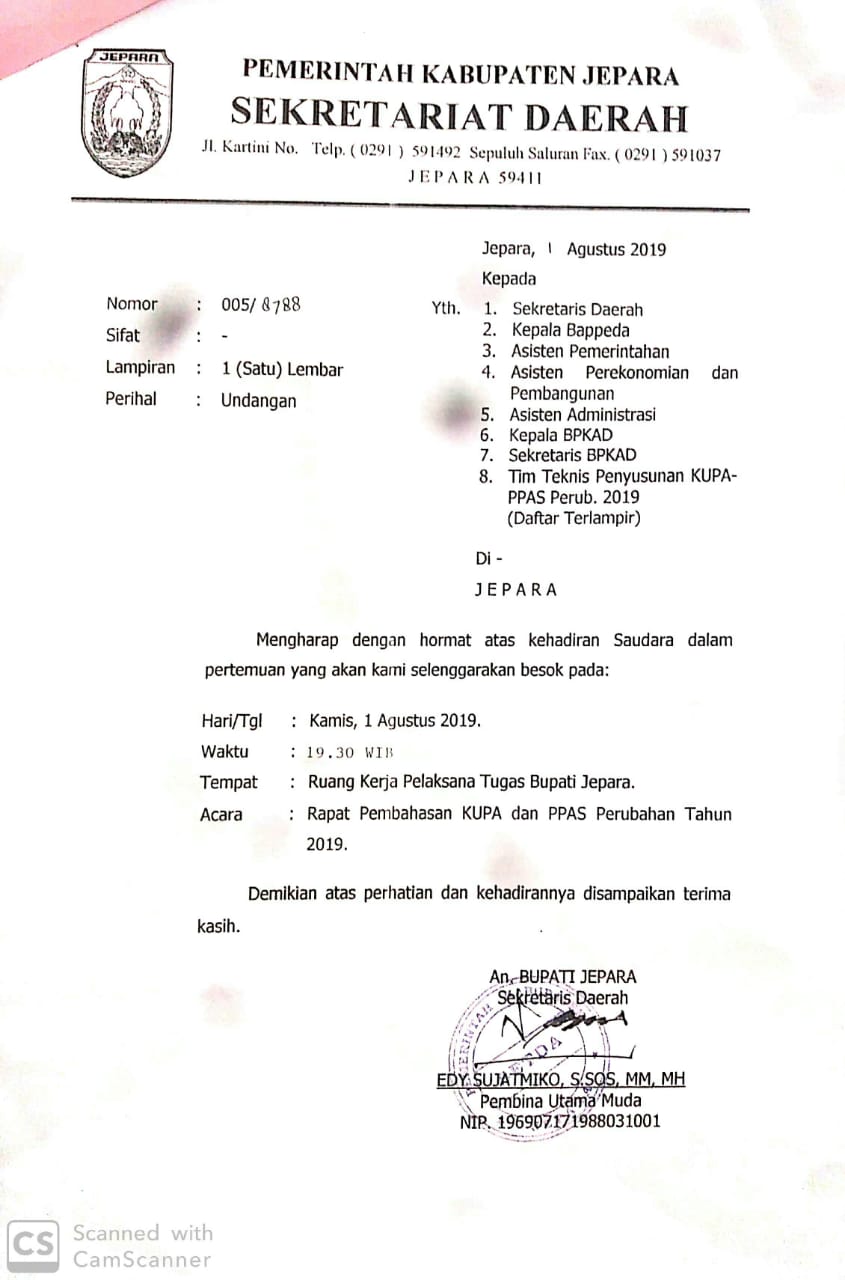 JEPARA
PEMERINTAH KABUPATEN JEPARA
SEKRETARIAT DAERAH
Jl. Kartini No. Telp. ( 0291 ) 591492 Sepuluh Saluran Fax. ( 0291 ) 591037
J E P A R A 59411
Jepara, 1 Agustus 2019
Kepada
Nomor : 005/ 8788
Sifat : -
Lampiran : 1 (Satu) Lembar
Perihal : Undangan
Yth. 1. Sekretaris Daerah
2. Kepala Bappeda
3. Asisten Pemerintahan
4. Asisten Perekonomian dan
Pembangunan
5. Asisten Administrasi
6. Kepala BPKAD
7. Sekretaris BPKAD
8. Tim Teknis Penyusunan KUPA-
PPAS Perub. 2019
(Daftar Terlampir)
Di -
J E P A R A
Mengharap dengan hormat atas kehadiran Saudara dalam
pertemuan yang akan kami selenggarakan besok pada:
Hari/Tgl : Kamis, 1 Agustus 2019.
Waktu : 19.30 WIB
Tempat : Ruang Kerja Pelaksana Tugas Bupati Jepara.
Acara : Rapat Pembahasan KUPA dan PPAS Perubahan Tahun
2019.
Demikian atas perhatian dan kehadirannya disampaikan terima
kasih.
An. BUPATI JEPARA
Sekretaris Daerah
SETDA
EDY SUJATMIKO, S.SOS, MM, MH
Pembina Utama Muda
NIP. 196907171988031001
CS Scanned with
CamScanner